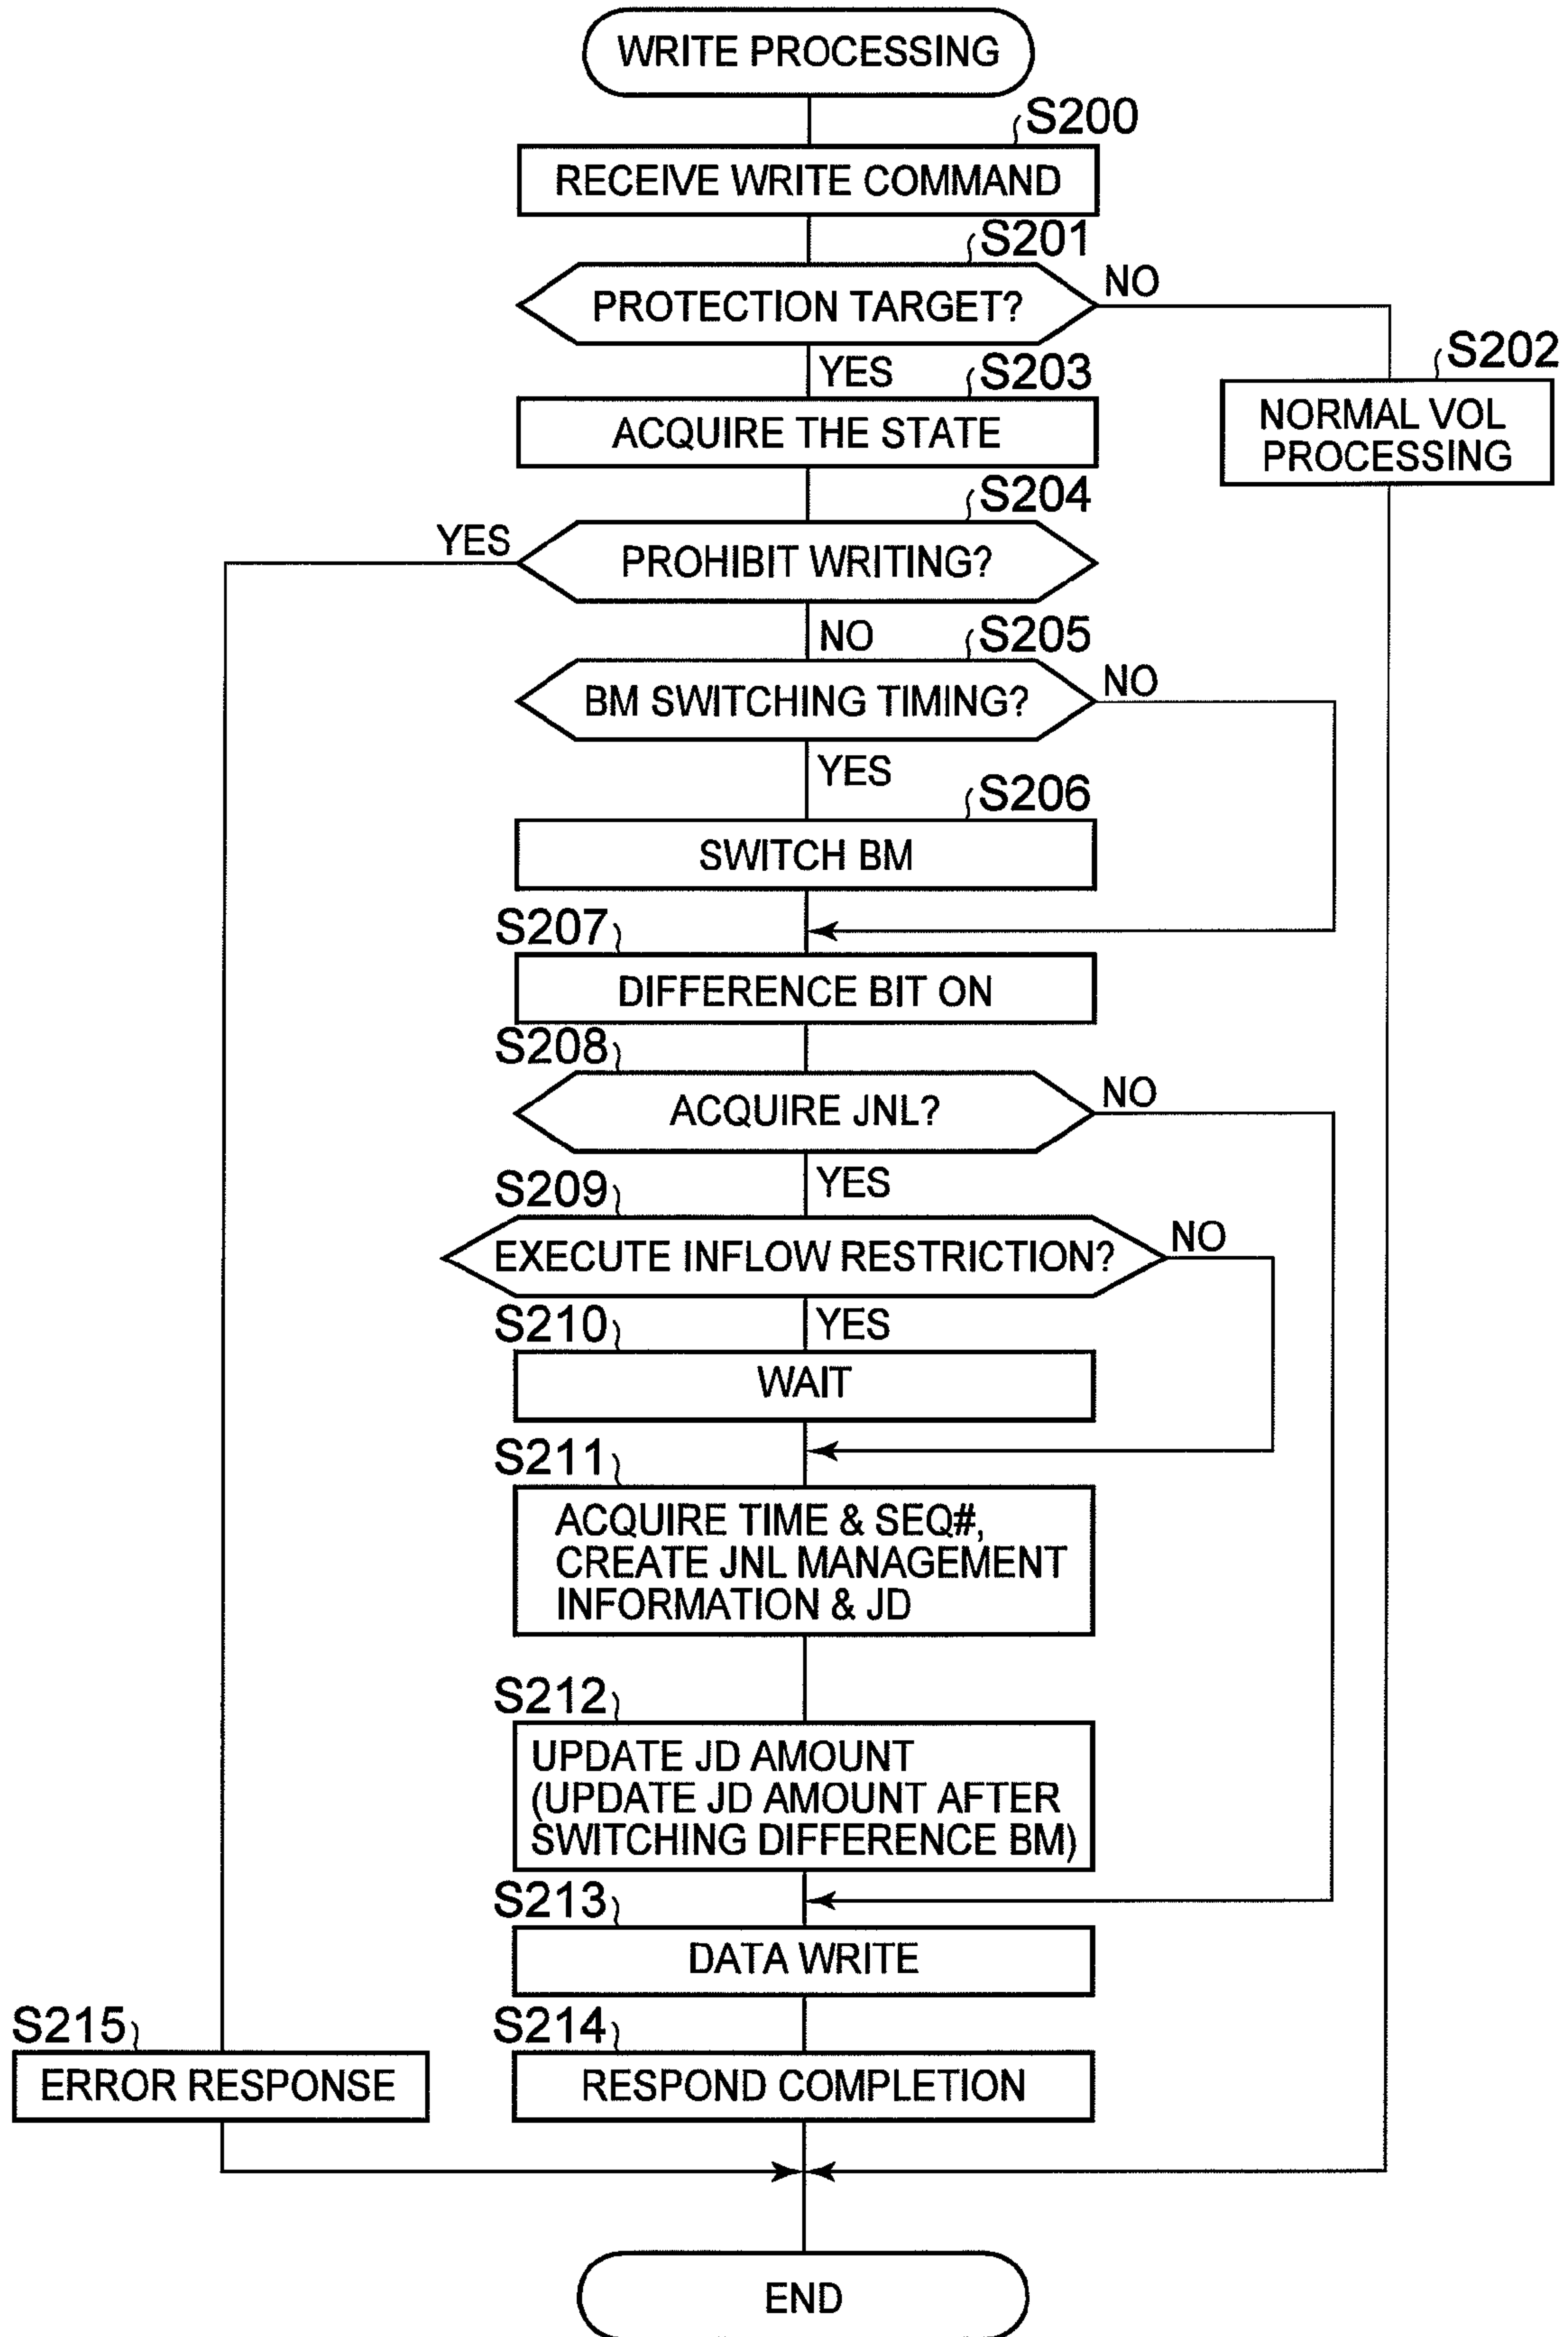 WRITE PROCESSING
S200
RECEIVE WRITE COMMAND
S201
PROTECTION TARGET?
NO
YES
S202
NORMAL VOL
PROCESSING
S203
ACQUIRE THE STATE
S204
PROHIBIT WRITING?
YES
NO
S205
BM SWITCHING TIMING?
NO
YES
S206
SWITCH BM
S207
DIFFERENCE BIT ON
S208
ACQUIRE JNL?
NO
YES
S209
EXECUTE INFLOW RESTRICTION?
NO
YES
S210
WAIT
S211
ACQUIRE TIME & SEQ#,
CREATE JNL MANAGEMENT
INFORMATION & JD
S212
UPDATE JD AMOUNT
(UPDATE JD AMOUNT AFTER
SWITCHING DIFFERENCE BM)
S213
DATA WRITE
S214
RESPOND COMPLETION
S215
ERROR RESPONSE
END